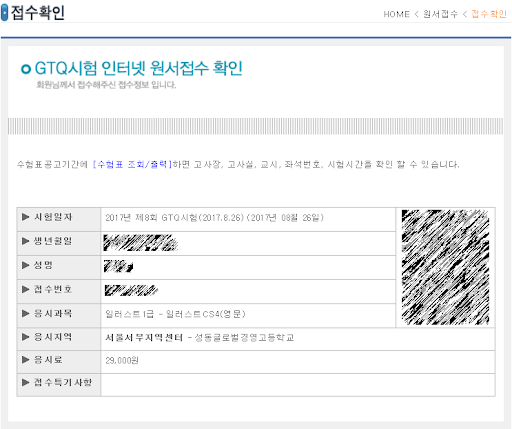 접수확인
HOME < 원서접수 < 접수확인
GTQ시험 인터넷 원서접수 확인
회원님께서 접수해주신 접수정보 입니다.
수험표공고기간에 [수험표 조회/출력]하면 고사장, 고사실, 교시, 좌석번호, 시험시간를 확인 할 수 있습니다.
▶ 시험일자 2017년 제8회 GTQ시험(2017.8.26) (2017년 08월 26일)
▶ 생년월일
▶ 성명
▶ 접수번호
▶ 응시과목 일러스트1급 - 일러스트CS4(영문)
▶ 응시지역 서울서부지역센터 - 성동글로벌경영고등학교
▶ 응시료 29,000원
▶ 접수특기사항